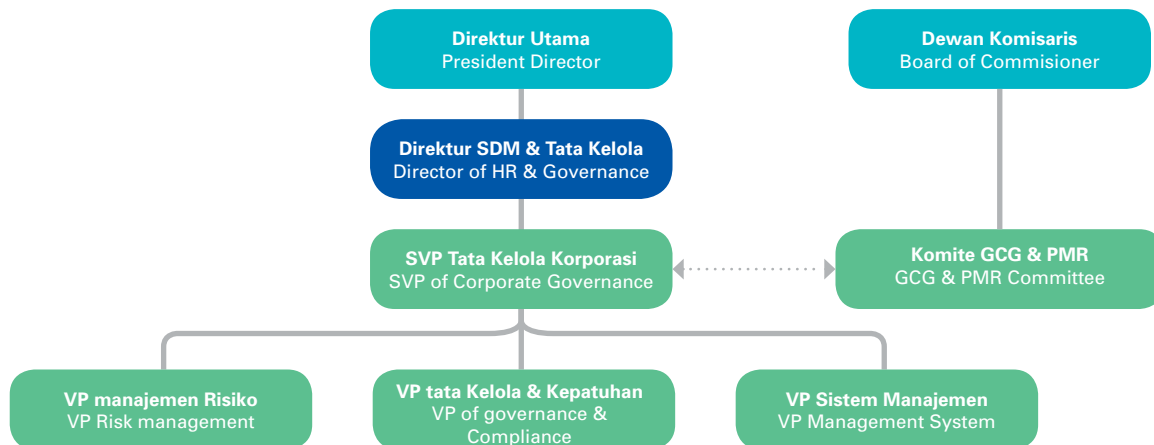 Direktur Utama
President Director
Dewan Komisaris
Board of Commisioner
Direktur SDM & Tata Kelola
Director of HR & Governance
SVP Tata Kelola Korporasi
SVP of Corporate Governance
Komite GCG & PMR
GCG & PMR Committee
VP manajemen Risiko
VP Risk management
VP tata Kelola & Kepatuhan
VP of governance &
Compliance
VP Sistem Manajemen
VP Management System